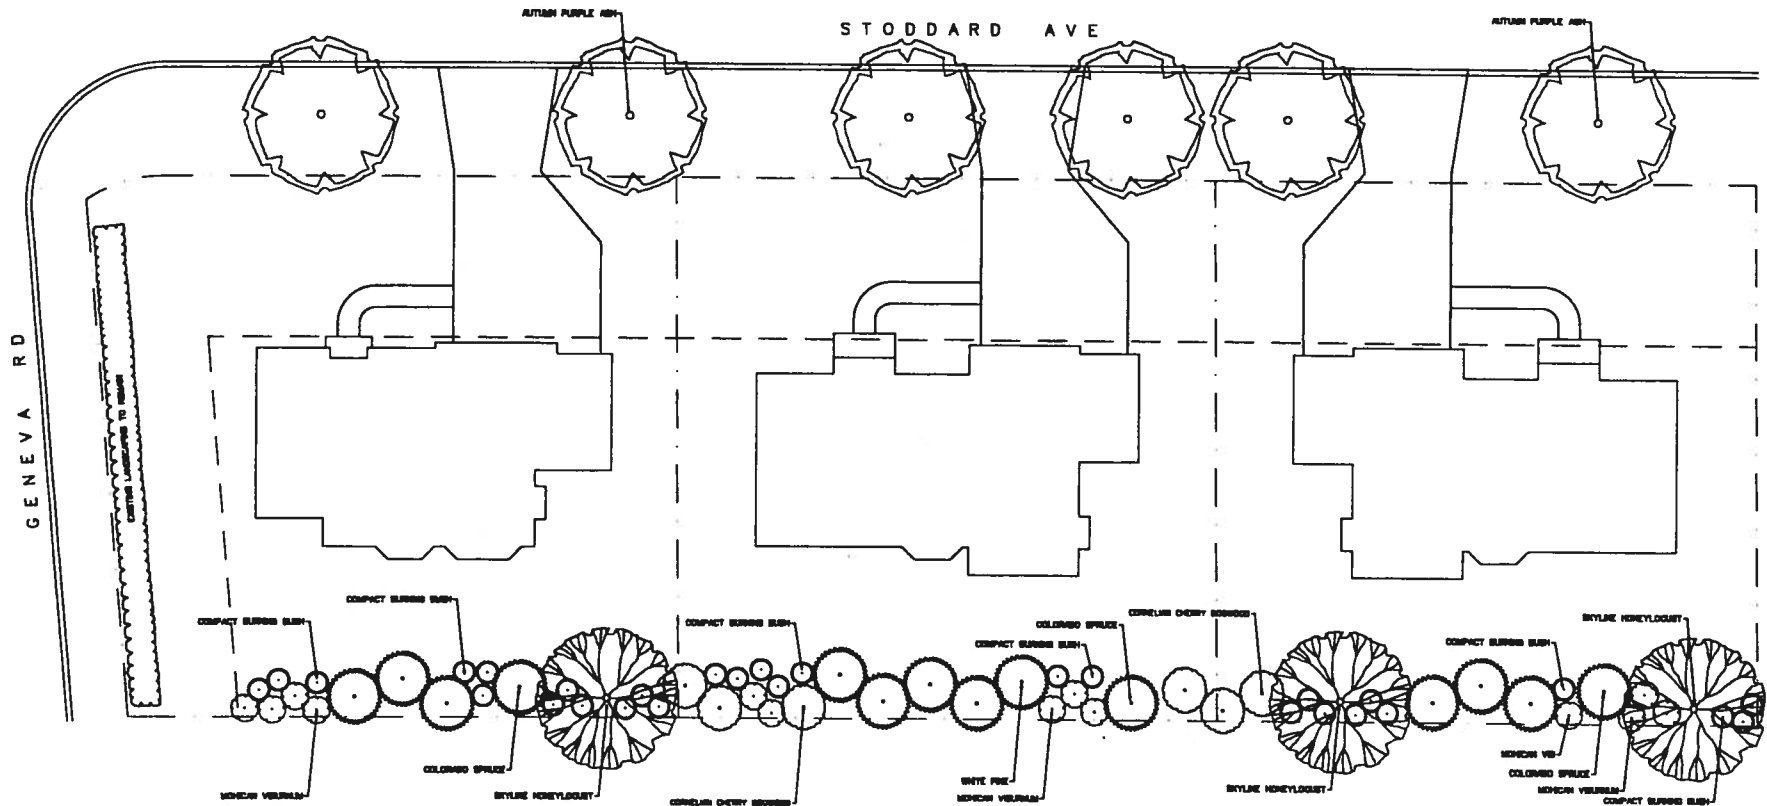 AUTUMN PURPLE ASH
STODDARD AVE
AUTUMN PURPLE ASH
GENEVA RD
EXISTING LANDSCAPING TO REMAIN
COMPACT BURNING BUSH
COMPACT BURNING BUSH
COMPACT BURNING BUSH
COLORADO SPRUCE
COMPACT BURNING BUSH
CORNELIAN CHERRY DOGWOOD
SKYLINE HONEYLOCUST
COMPACT BURNING BUSH
MOHICAN VIBURNUM
COLORADO SPRUCE
SKYLINE HONEYLOCUST
CORNELIAN CHERRY DOGWOOD
WHITE PINE
MOHICAN VIBURNUM
SKYLINE HONEYLOCUST
MOHICAN VIB
COLORADO SPRUCE
MOHICAN VIBURNUM
COMPACT BURNING BUSH